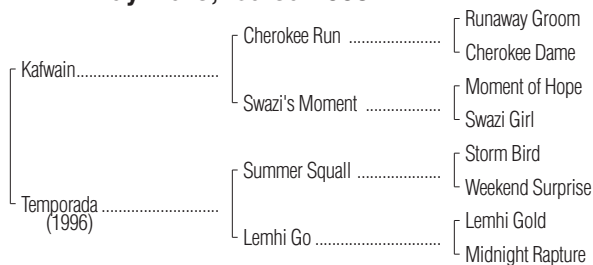 Runaway Groom
Cherokee Run ..................
Cherokee Dame
Kafwain..................................
Moment of Hope
Swazi's Moment .................
Swazi Girl
Storm Bird
Summer Squall ...................
Weekend Surprise
Temporada ...........................
(1996)
Lemhi Gold
Lemhi Go .............................
Midnight Rapture